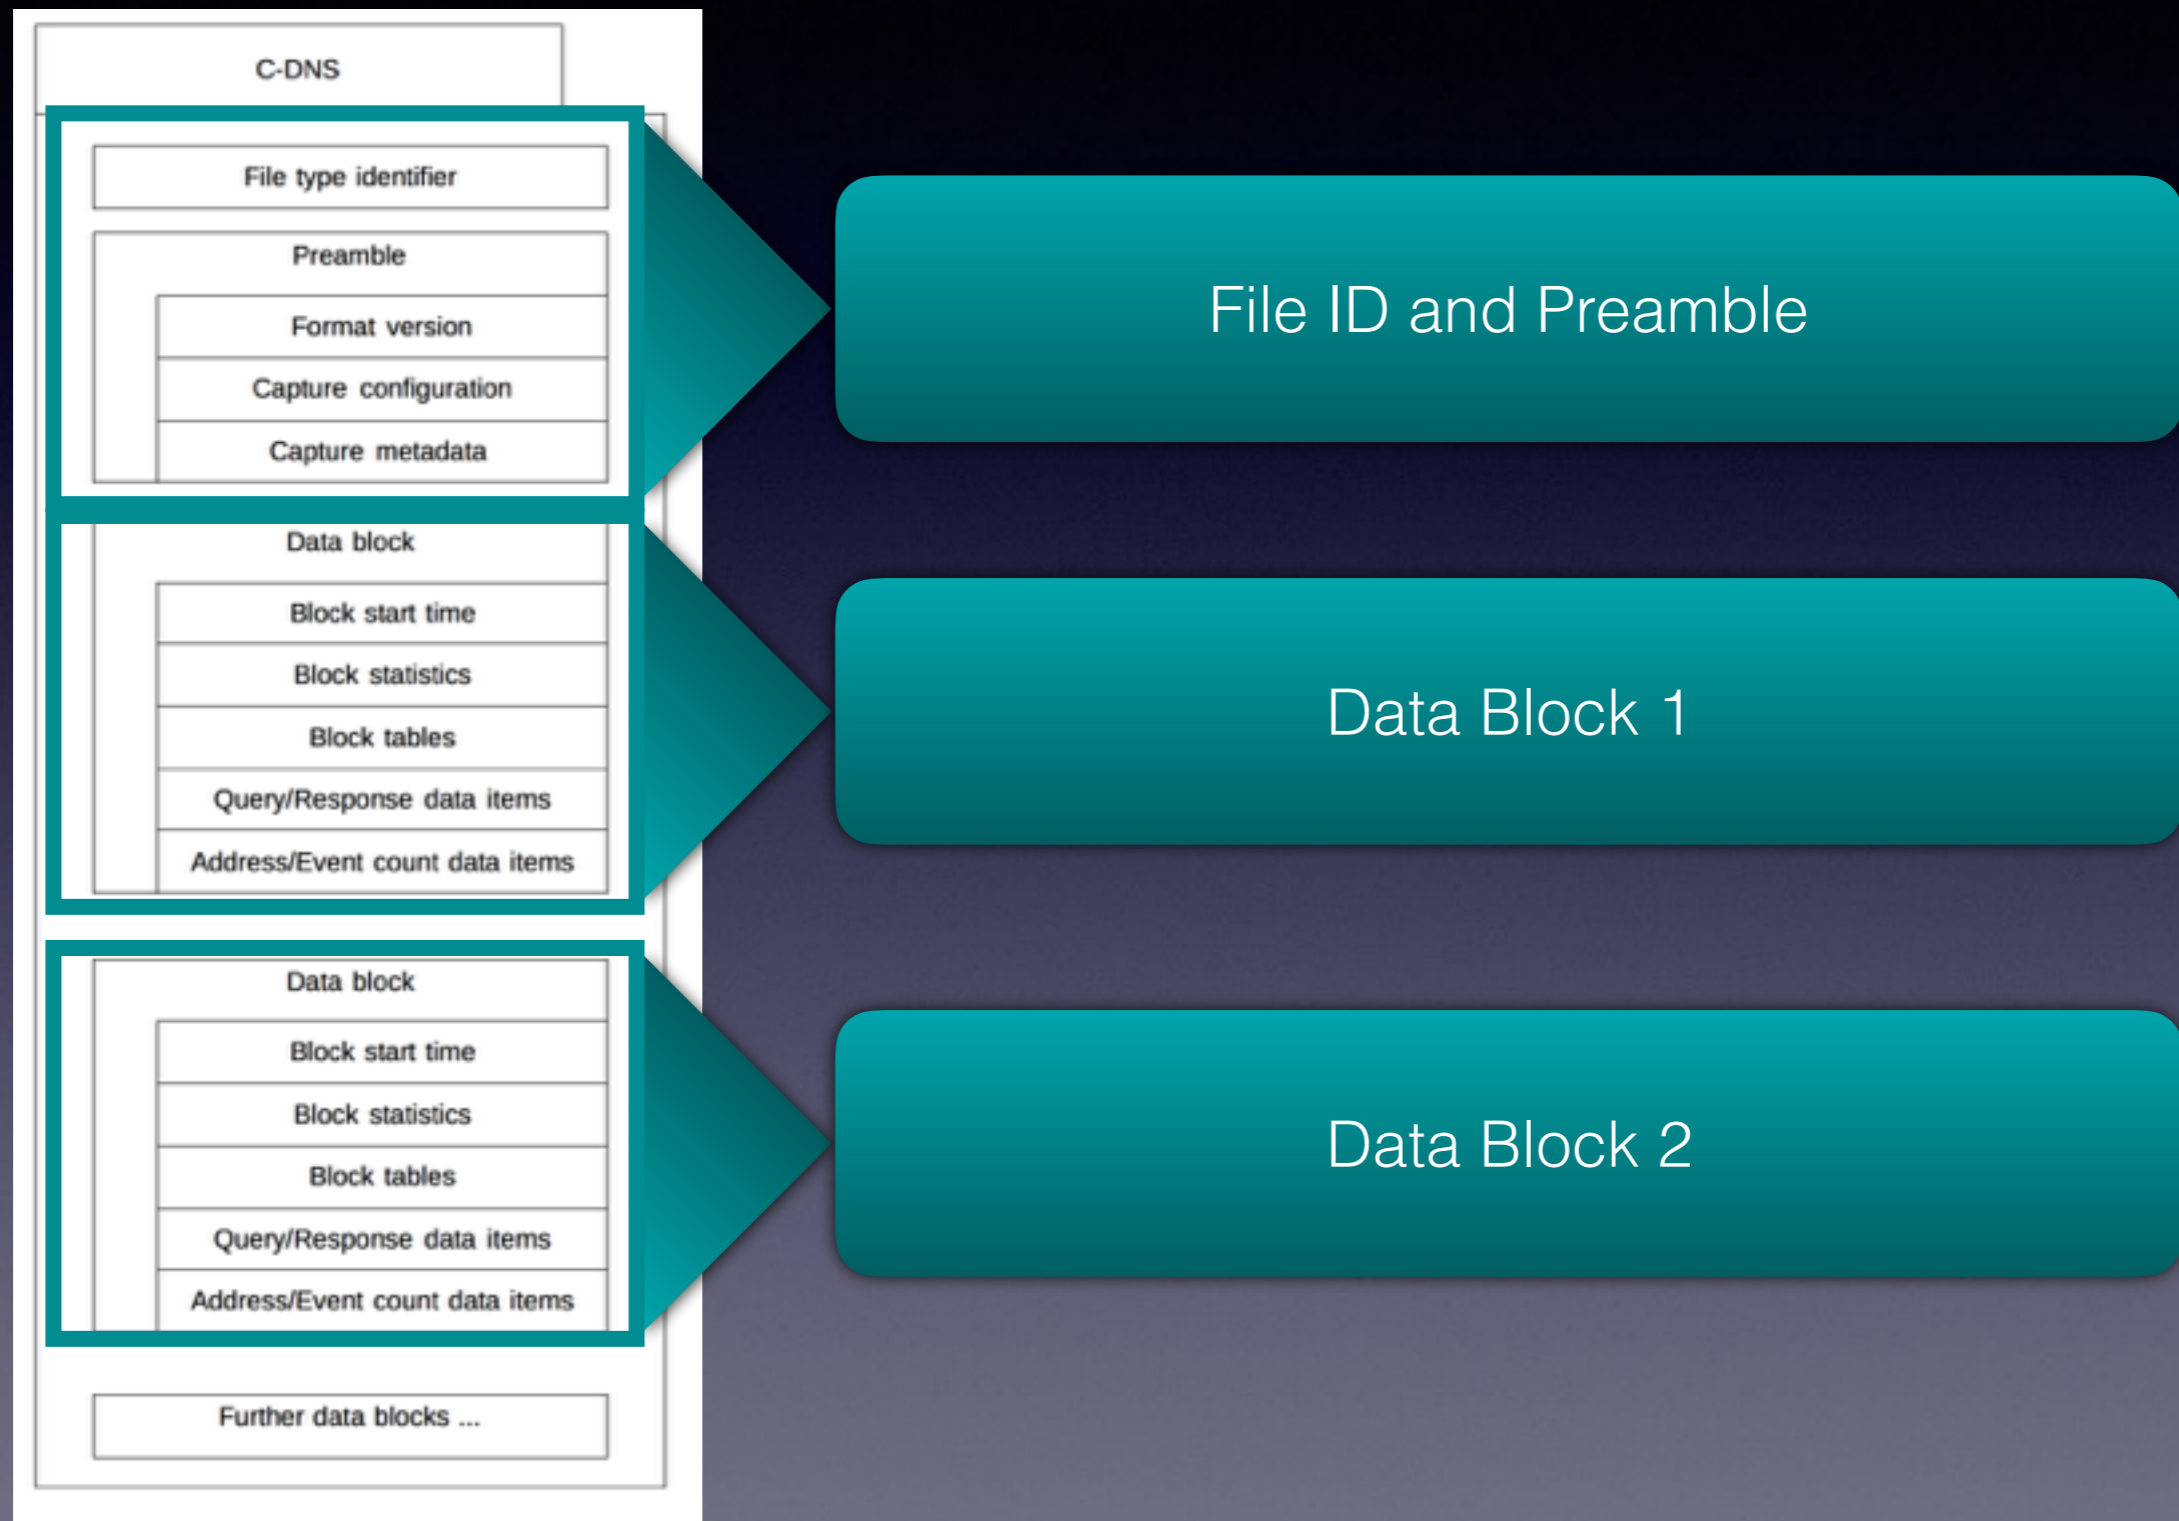 C-DNS
File type identifier
Preamble
Format version
Capture configuration
Capture metadata
File ID and Preamble
Data block
Block start time
Block statistics
Block tables
Query/Response data items
Address/Event count data items
Data Block 1
Data block
Block start time
Block statistics
Block tables
Query/Response data items
Address/Event count data items
Data Block 2
Further data blocks ...